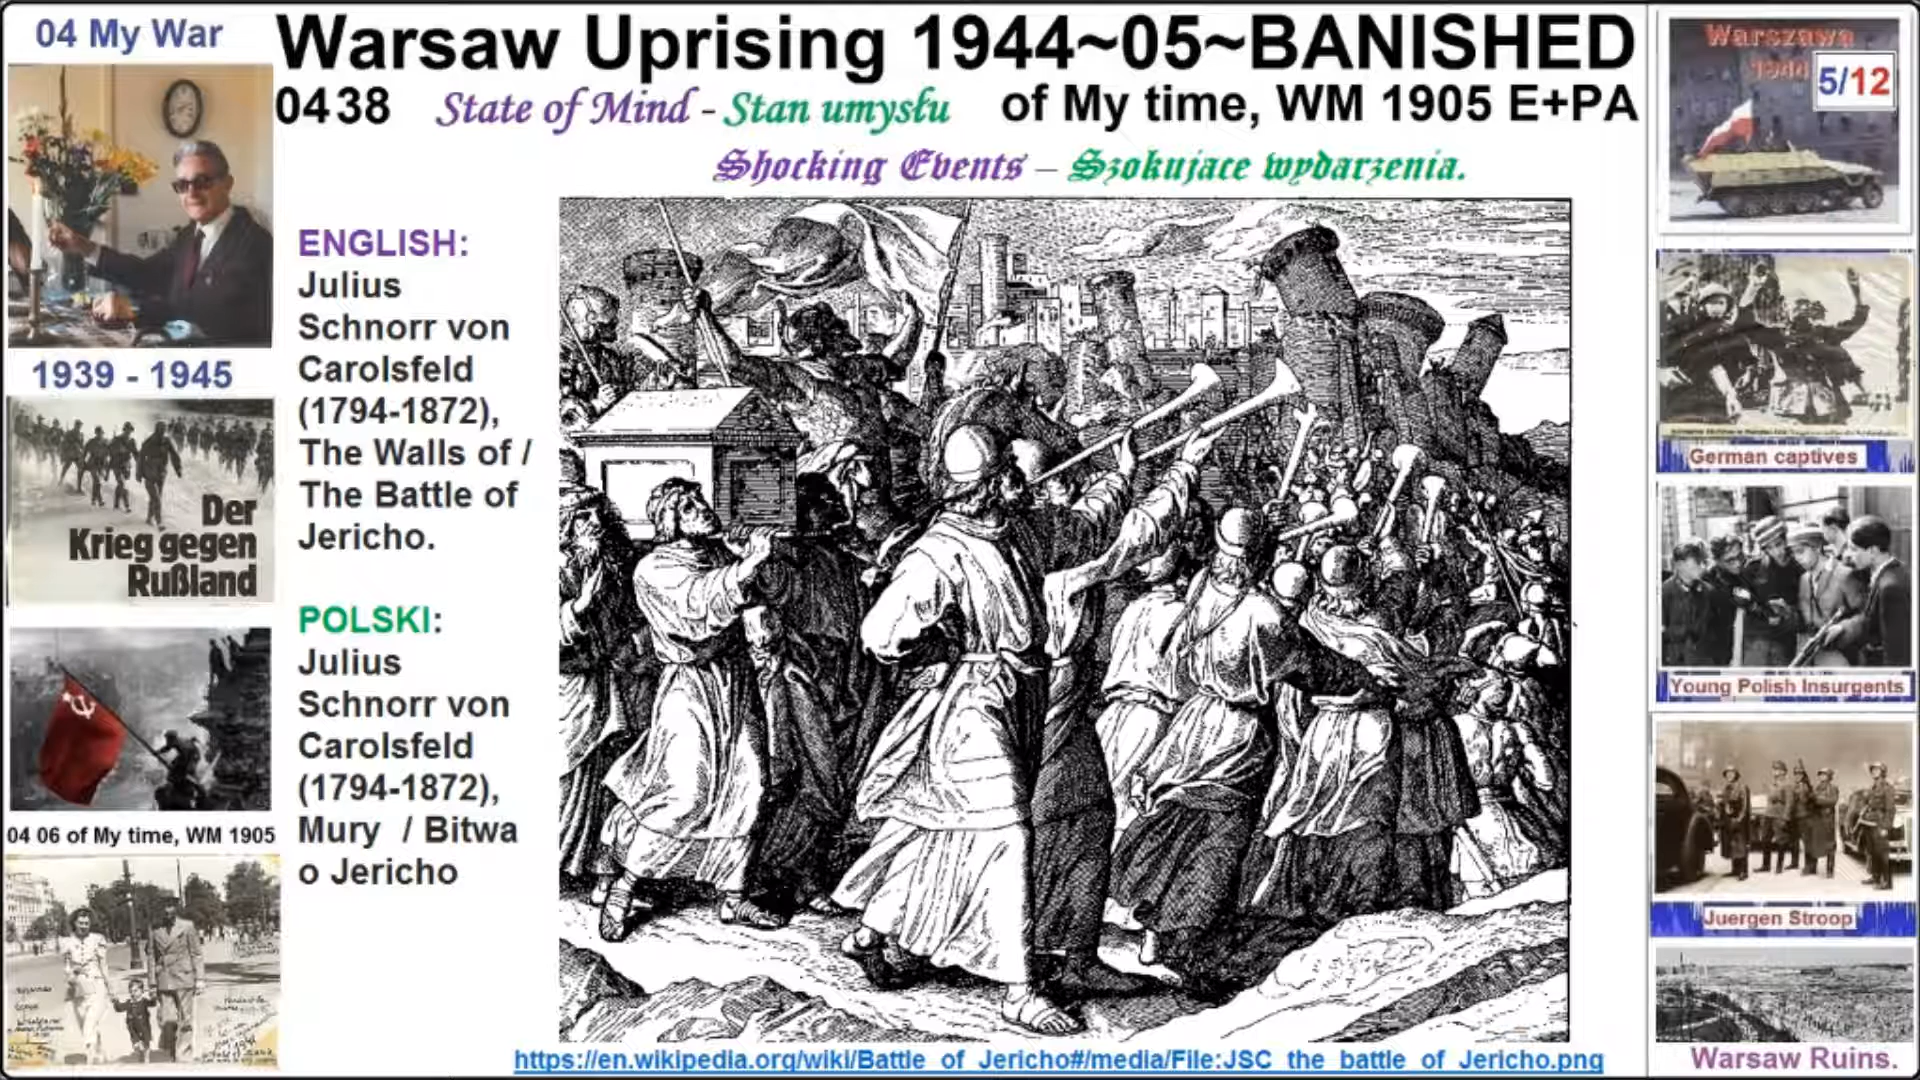 04 My War
Warsaw Uprising 1944~05~BANISHED
04 38
State of Mind - Stan umysłu
of My time, WM 1905 E+PA
Shocking Events – Szokujace wydarzenia.
1939 - 1945
Der
Krieg gegen
Rußland
04 06 of My time, WM 1905
ENGLISH:
Julius
Schnorr von
Carolsfeld
(1794-1872),
The Walls of /
The Battle of
Jericho.
POLSKI:
Julius
Schnorr von
Carolsfeld
(1794-1872),
Mury / Bitwa
o Jericho
https://en.wikipedia.org/wiki/Battle_of_Jericho#/media/File:JSC_the_battle_of_Jericho.png
Warszawa
1944
5/12
German captives
Young Polish Insurgents
Juergen Stroop
Warsaw Ruins.